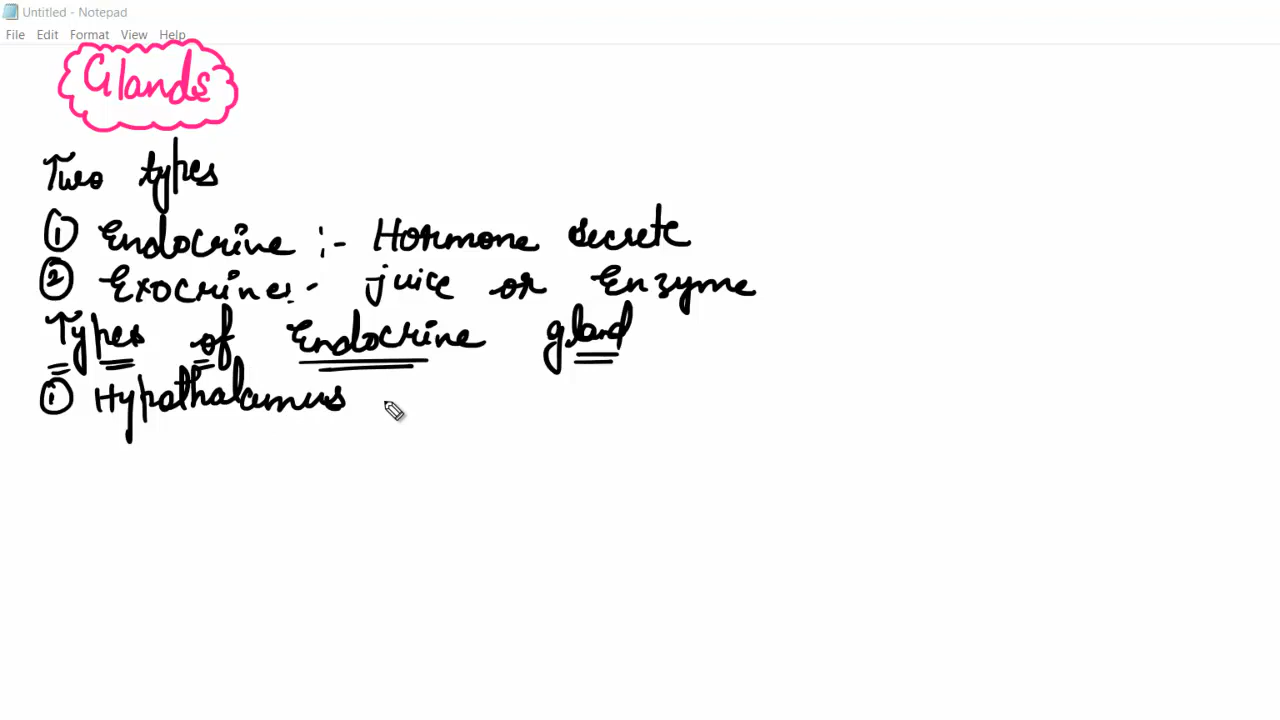 Untitled - Notepad
File Edit Format View Help
Glands
Two types
① Endocrine :- Hormone secrete
② Exocrine:- juice or Enzyme
Types of Endocrine gland
① Hypothalamus